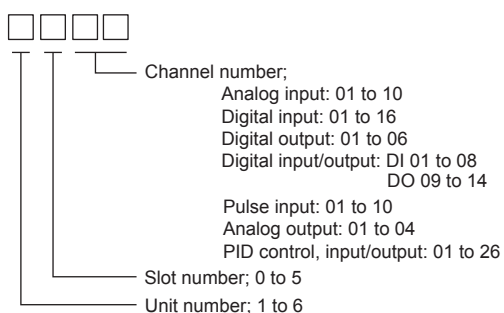 Channel number;
Analog input: 01 to 10
Digital input: 01 to 16
Digital output: 01 to 06
Digital input/output: DI 01 to 08
DO 09 to 14
Pulse input: 01 to 10
Analog output: 01 to 04
PID control, input/output: 01 to 26
Slot number; 0 to 5
Unit number; 1 to 6